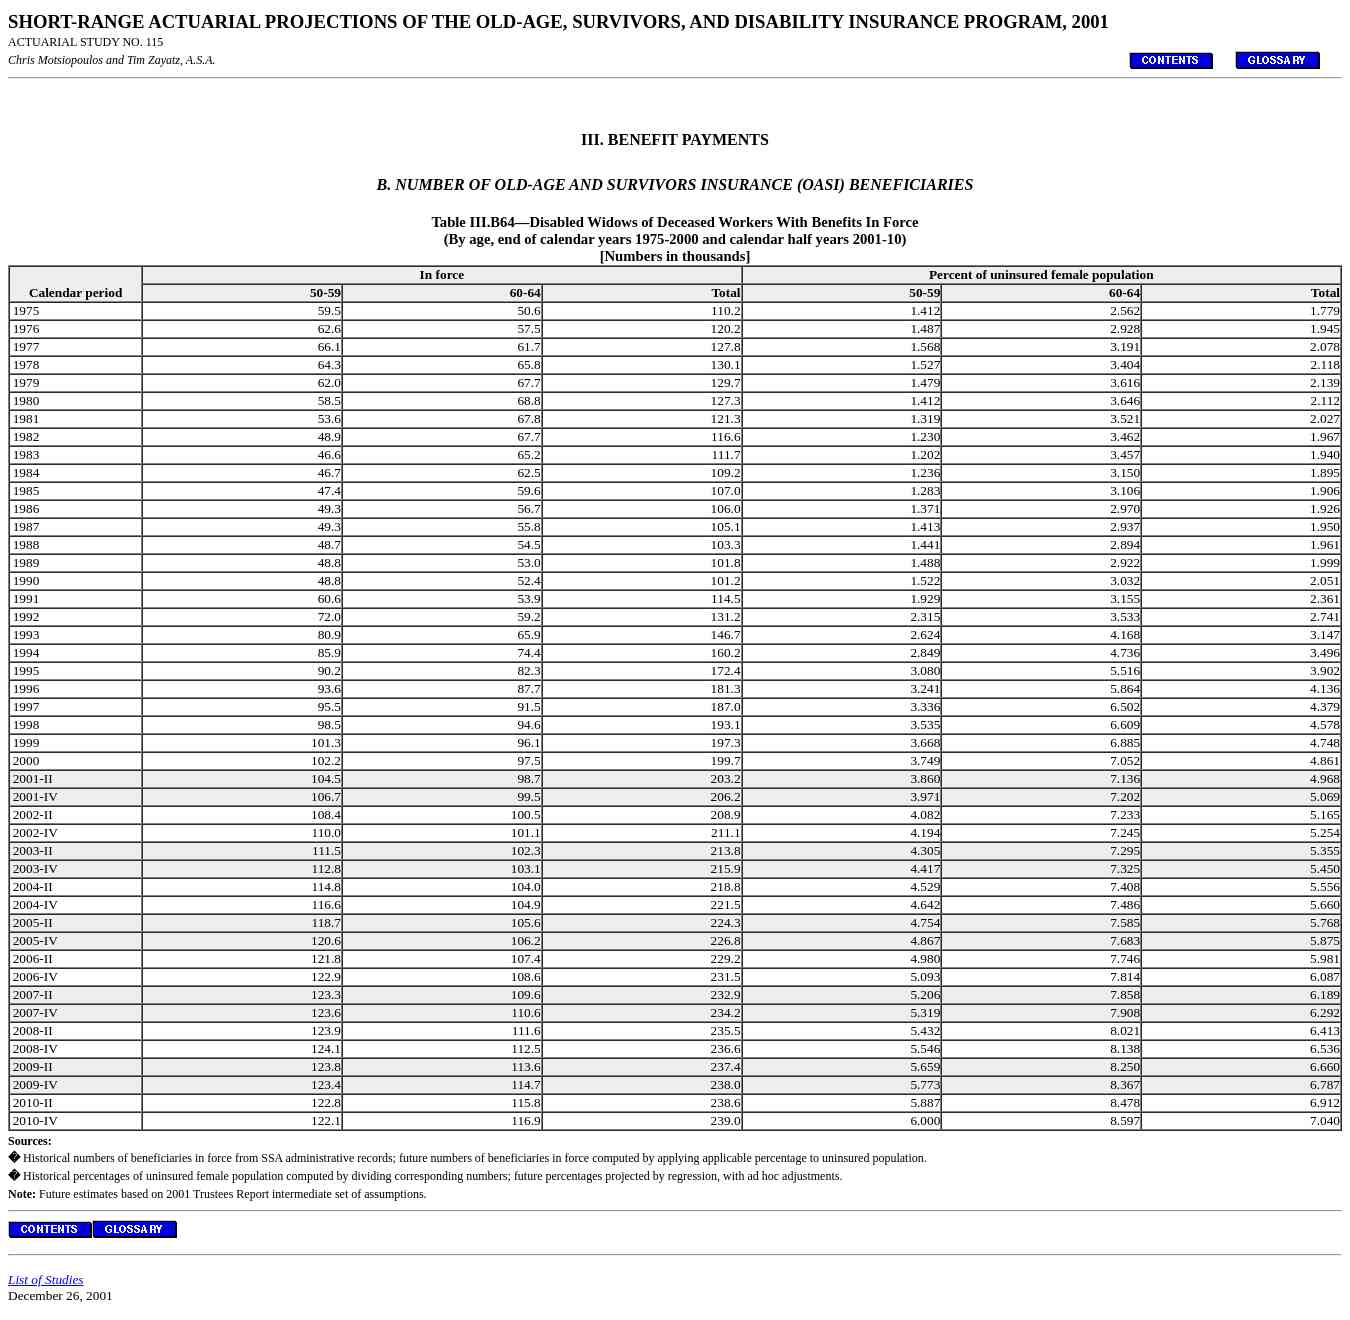 SHORT-RANGE ACTUARIAL PROJECTIONS OF THE OLD-AGE, SURVIVORS, AND DISABILITY INSURANCE PROGRAM, 2001
ACTUARIAL STUDY NO. 115
Chris Motsiopoulos and Tim Zayatz, A.S.A. CONTENTS GLOSSARY
III. BENEFIT PAYMENTS
B. NUMBER OF OLD-AGE AND SURVIVORS INSURANCE (OASI) BENEFICIARIES
Table III.B64—Disabled Widows of Deceased Workers With Benefits In Force
(By age, end of calendar years 1975-2000 and calendar half years 2001-10)
[Numbers in thousands]
In force Percent of uninsured female population
Calendar period 50-59 60-64 Total 50-59 60-64 Total
1975 59.5 50.6 110.2 1.412 2.562 1.779
1976 62.6 57.5 120.2 1.487 2.928 1.945
1977 66.1 61.7 127.8 1.568 3.191 2.078
1978 64.3 65.8 130.1 1.527 3.404 2.118
1979 62.0 67.7 129.7 1.479 3.616 2.139
1980 58.5 68.8 127.3 1.412 3.646 2.112
1981 53.6 67.8 121.3 1.319 3.521 2.027
1982 48.9 67.7 116.6 1.230 3.462 1.967
1983 46.6 65.2 111.7 1.202 3.457 1.940
1984 46.7 62.5 109.2 1.236 3.150 1.895
1985 47.4 59.6 107.0 1.283 3.106 1.906
1986 49.3 56.7 106.0 1.371 2.970 1.926
1987 49.3 55.8 105.1 1.413 2.937 1.950
1988 48.7 54.5 103.3 1.441 2.894 1.961
1989 48.8 53.0 101.8 1.488 2.922 1.999
1990 48.8 52.4 101.2 1.522 3.032 2.051
1991 60.6 53.9 114.5 1.929 3.155 2.361
1992 72.0 59.2 131.2 2.315 3.533 2.741
1993 80.9 65.9 146.7 2.624 4.168 3.147
1994 85.9 74.4 160.2 2.849 4.736 3.496
1995 90.2 82.3 172.4 3.080 5.516 3.902
1996 93.6 87.7 181.3 3.241 5.864 4.136
1997 95.5 91.5 187.0 3.336 6.502 4.379
1998 98.5 94.6 193.1 3.535 6.609 4.578
1999 101.3 96.1 197.3 3.668 6.885 4.748
2000 102.2 97.5 199.7 3.749 7.052 4.861
2001-II 104.5 98.7 203.2 3.860 7.136 4.968
2001-IV 106.7 99.5 206.2 3.971 7.202 5.069
2002-II 108.4 100.5 208.9 4.082 7.233 5.165
2002-IV 110.0 101.1 211.1 4.194 7.245 5.254
2003-II 111.5 102.3 213.8 4.305 7.295 5.355
2003-IV 112.8 103.1 215.9 4.417 7.325 5.450
2004-II 114.8 104.0 218.8 4.529 7.408 5.556
2004-IV 116.6 104.9 221.5 4.642 7.486 5.660
2005-II 118.7 105.6 224.3 4.754 7.585 5.768
2005-IV 120.6 106.2 226.8 4.867 7.683 5.875
2006-II 121.8 107.4 229.2 4.980 7.746 5.981
2006-IV 122.9 108.6 231.5 5.093 7.814 6.087
2007-II 123.3 109.6 232.9 5.206 7.858 6.189
2007-IV 123.6 110.6 234.2 5.319 7.908 6.292
2008-II 123.9 111.6 235.5 5.432 8.021 6.413
2008-IV 124.1 112.5 236.6 5.546 8.138 6.536
2009-II 123.8 113.6 237.4 5.659 8.250 6.660
2009-IV 123.4 114.7 238.0 5.773 8.367 6.787
2010-II 122.8 115.8 238.6 5.887 8.478 6.912
2010-IV 122.1 116.9 239.0 6.000 8.597 7.040
Sources:
� Historical numbers of beneficiaries in force from SSA administrative records; future numbers of beneficiaries in force computed by applying applicable percentage to uninsured population.
� Historical percentages of uninsured female population computed by dividing corresponding numbers; future percentages projected by regression, with ad hoc adjustments.
Note: Future estimates based on 2001 Trustees Report intermediate set of assumptions.
CONTENTS GLOSSARY
List of Studies
December 26, 2001